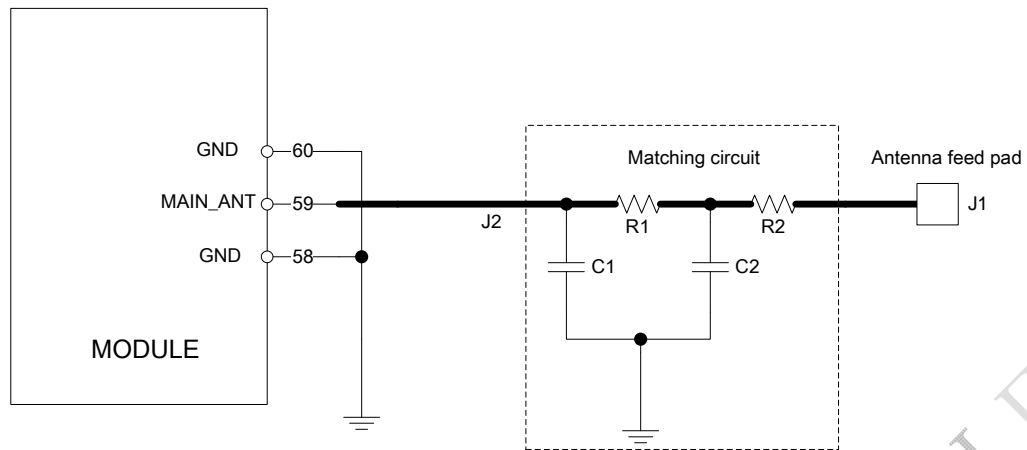 GND
60
Matching circuit
Antenna feed pad
MAIN_ANT
59
J2
R1
R2
J1
GND
58
C1
C2
MODULE